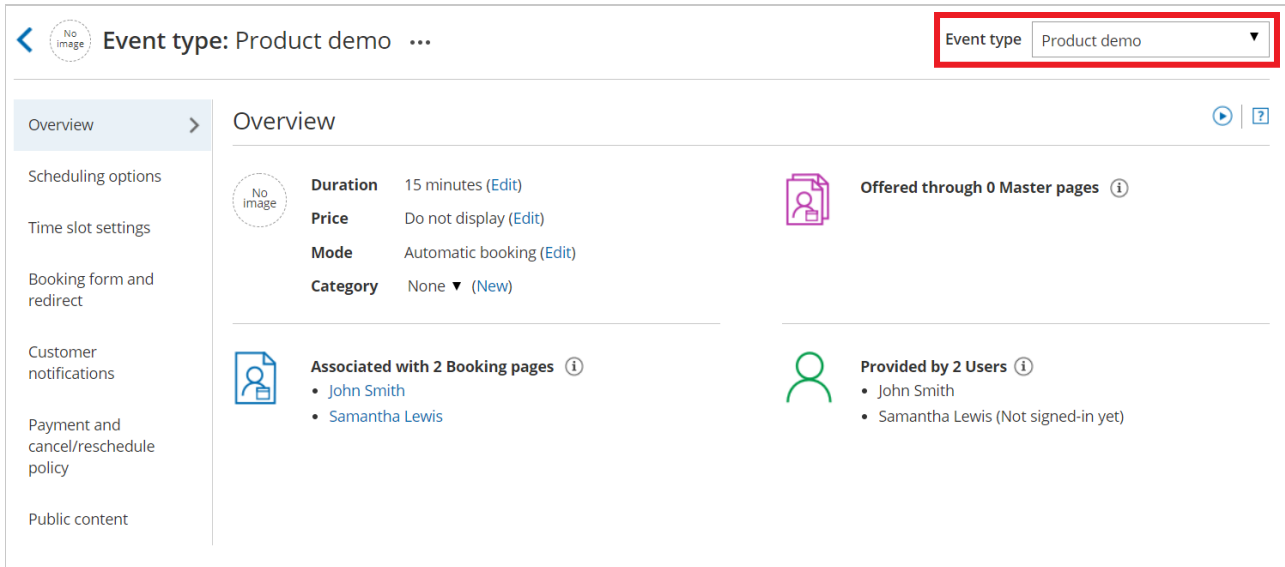 No image
Event type: Product demo ...
Event type Product demo ▼
Overview
Scheduling options
Time slot settings
Booking form and
redirect
Customer
notifications
Payment and
cancel/reschedule
policy
Public content
Overview
?
No image
Duration 15 minutes (Edit)
Price Do not display (Edit)
Mode Automatic booking (Edit)
Category None ▼ (New)
Offered through 0 Master pages i
Associated with 2 Booking pages i
• John Smith
• Samantha Lewis
Provided by 2 Users i
• John Smith
• Samantha Lewis (Not signed-in yet)